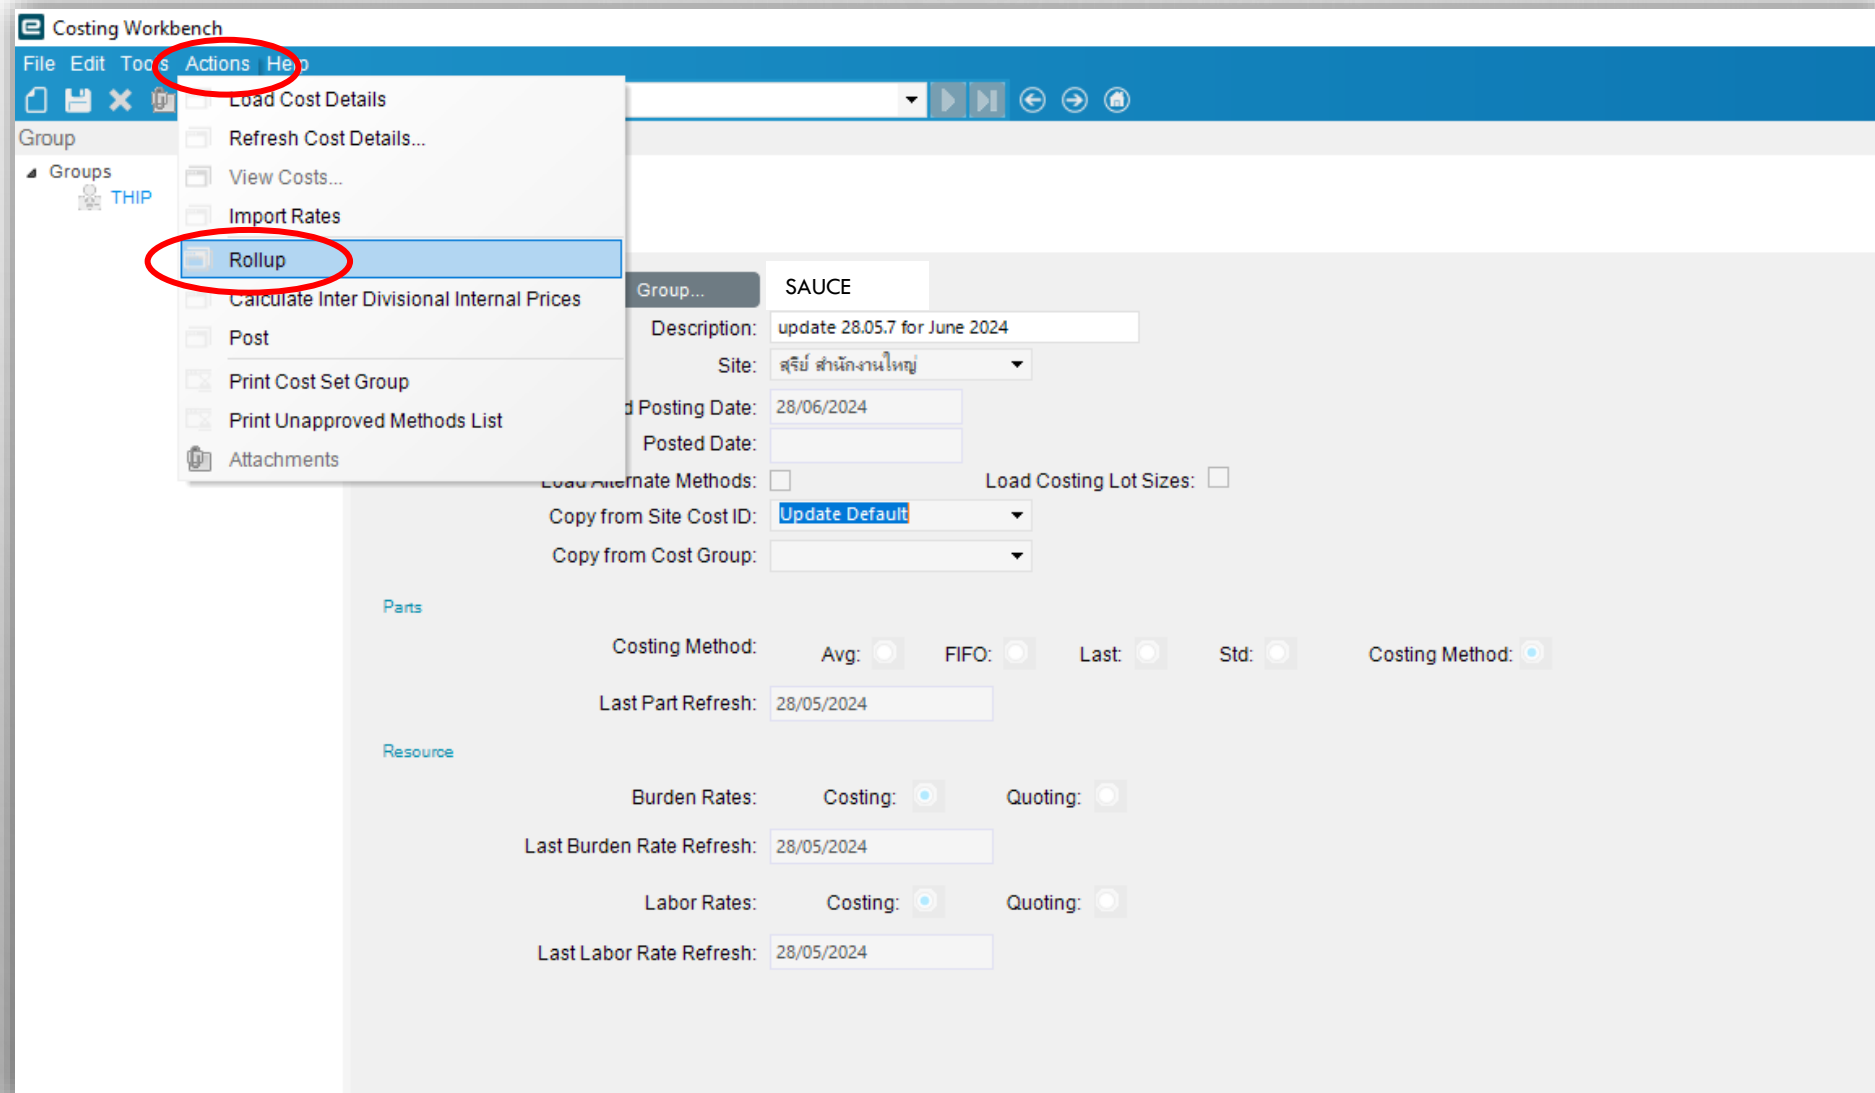 Costing Workbench
File Edit Tools Actions Help
Load Cost Details
Group
Refresh Cost Details...
Groups
View Costs...
THIP
Import Rates
Rollup
Group... SAUCE
Calculate Inter Divisional Internal Prices
Description: update 28.05.7 for June 2024
Post
Site: สุรีย์ สำนักงานใหญ่
Print Cost Set Group
d Posting Date: 28/06/2024
Print Unapproved Methods List
Posted Date:
Attachments
Load Alternate Methods: Load Costing Lot Sizes:
Copy from Site Cost ID: Update Default
Copy from Cost Group:
Parts
Costing Method: Avg: FIFO: Last: Std: Costing Method:
Last Part Refresh: 28/05/2024
Resource
Burden Rates: Costing: Quoting:
Last Burden Rate Refresh: 28/05/2024
Labor Rates: Costing: Quoting:
Last Labor Rate Refresh: 28/05/2024